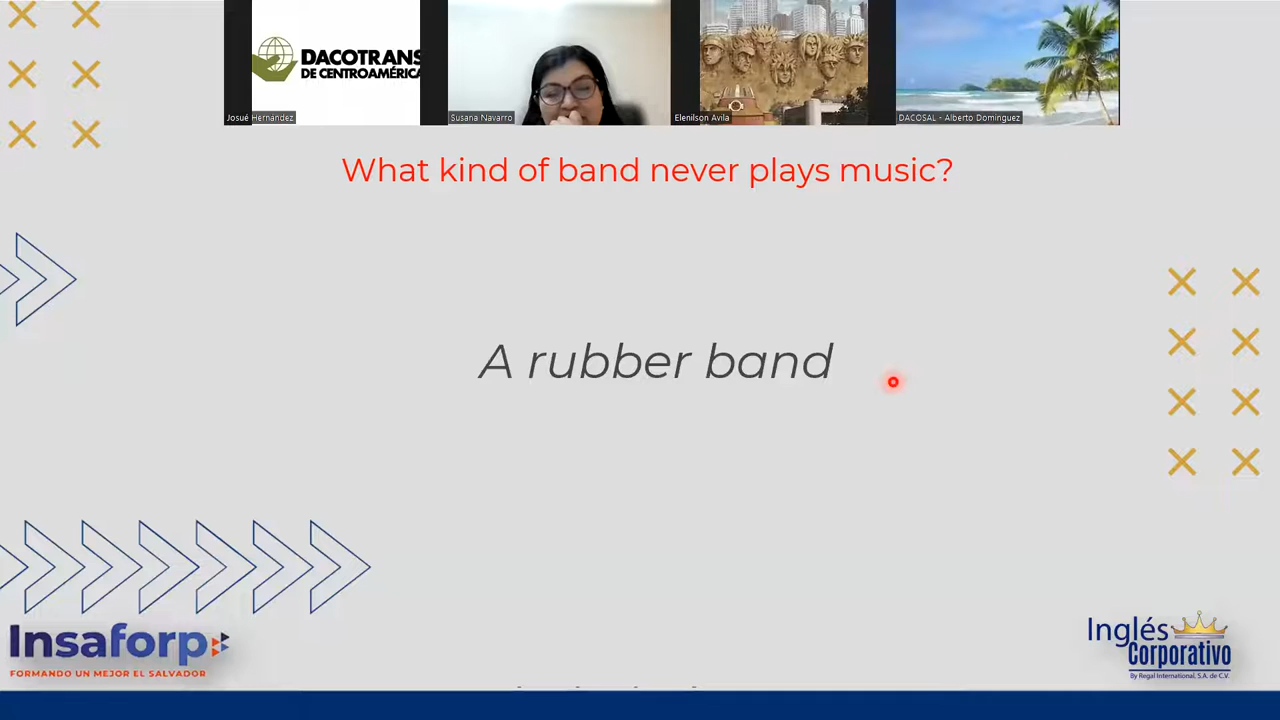 DACOTRANS
DE CENTROAMÉRICA
Josué Hernández
Susana Navarro
Elenilson Avila
DACOSAL - Alberto Dominguez
What kind of band never plays music?
A rubber band
Insaforp
FORMANDO UN MEJOR EL SALVADOR
Inglés
Corporativo
By Regal International, S.A. de C.V.